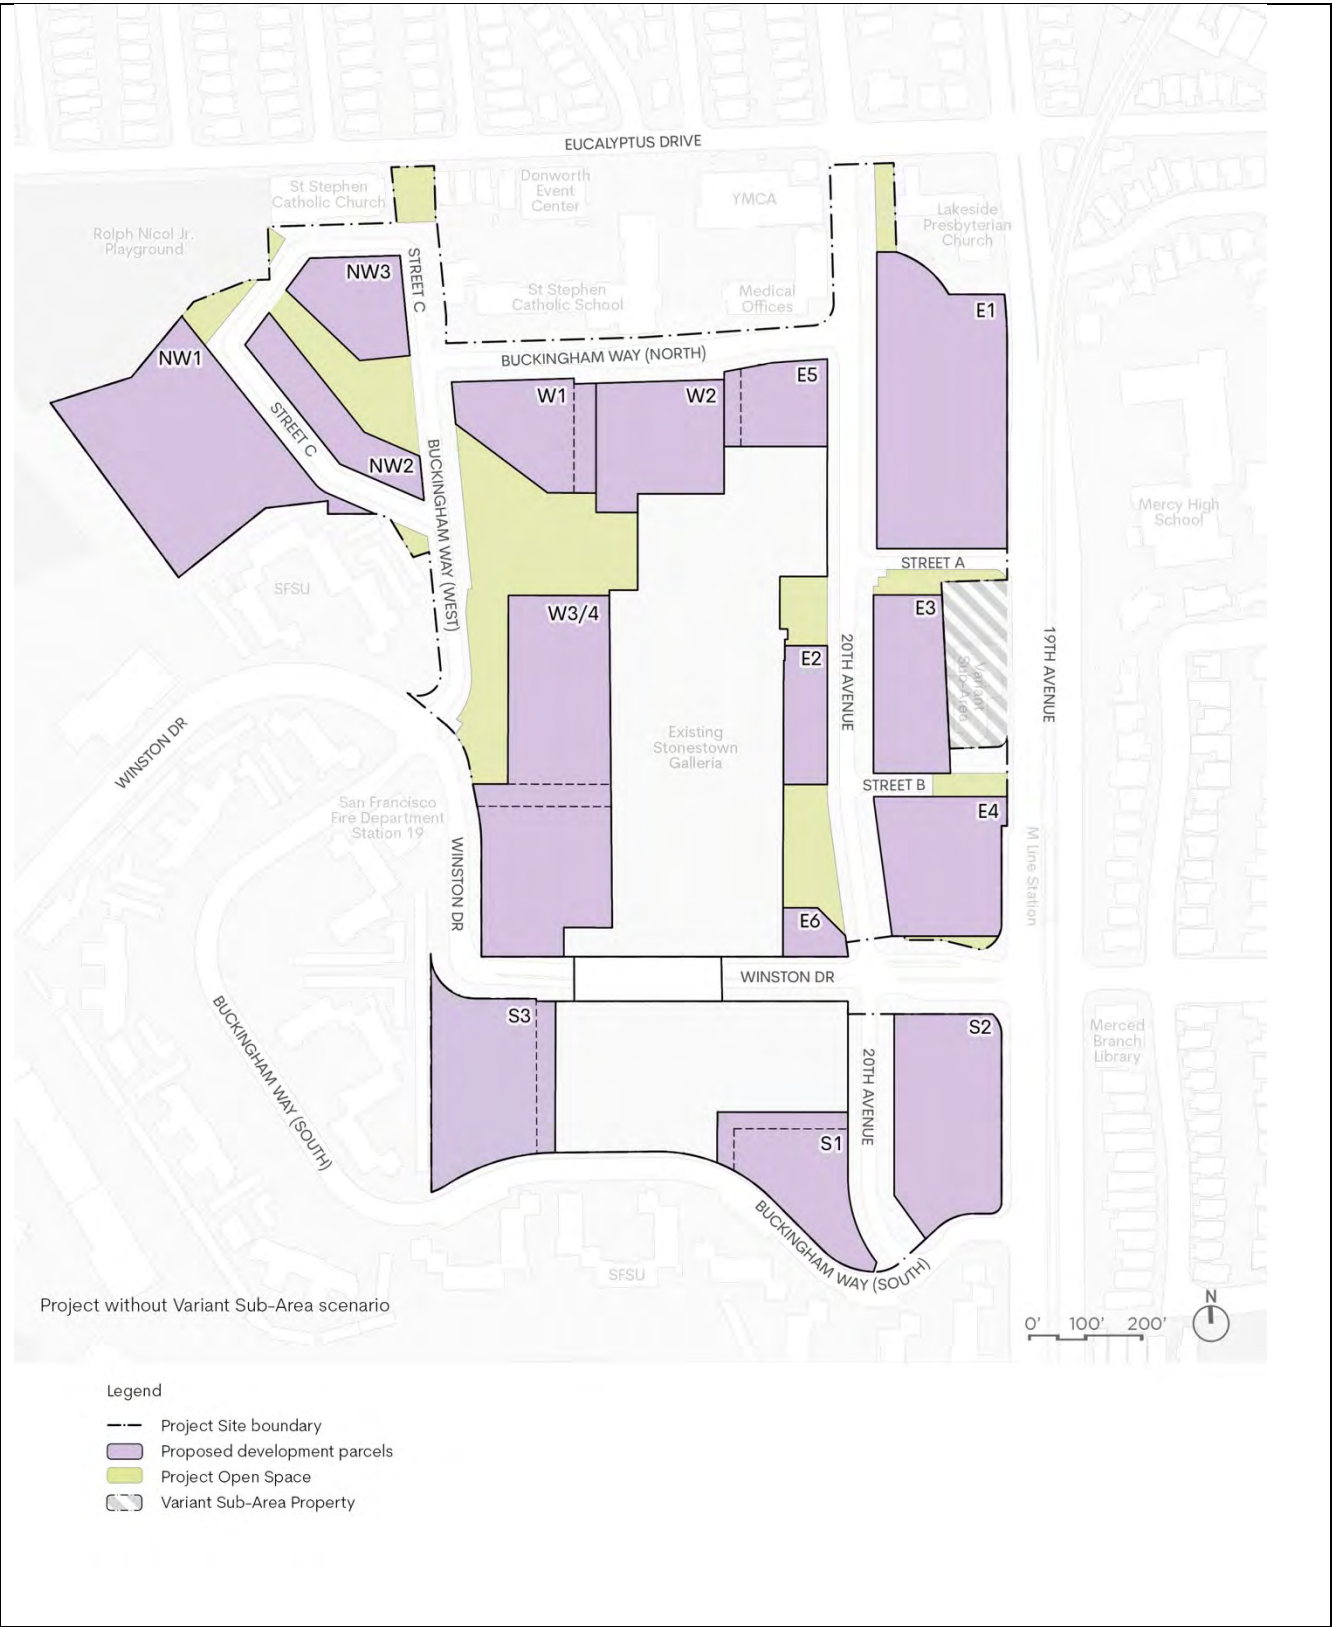 EUCALYPTUS DRIVE
St Stephen
Catholic Church
Donworth
Event
Center
YMCA
Lakeside
Presbyterian
Church
Rolph Nicol Jr.
Playground
NW3
STREET C
St Stephen
Catholic School
Medical
Offices
E1
NW1
BUCKINGHAM WAY (NORTH)
E5
W1
W2
STREET C
NW2
BUCKINGHAM WAY (WEST)
Mercy High
School
STREET A
SFSU
W3/4
E3
E2
20TH AVENUE
Variant
Sub-Area
19TH AVENUE
WINSTON DR
Existing
Stonestown
Galleria
STREET B
San Francisco
Fire Department
Station 19
E4
WINSTON DR
M Line Station
E6
WINSTON DR
S3
S2
BUCKINGHAM WAY (SOUTH)
20TH AVENUE
Merced
Branch
Library
S1
BUCKINGHAM WAY (SOUTH)
SFSU
Project without Variant Sub-Area scenario
N
0' 100' 200'
Legend
Project Site boundary
Proposed development parcels
Project Open Space
Variant Sub-Area Property